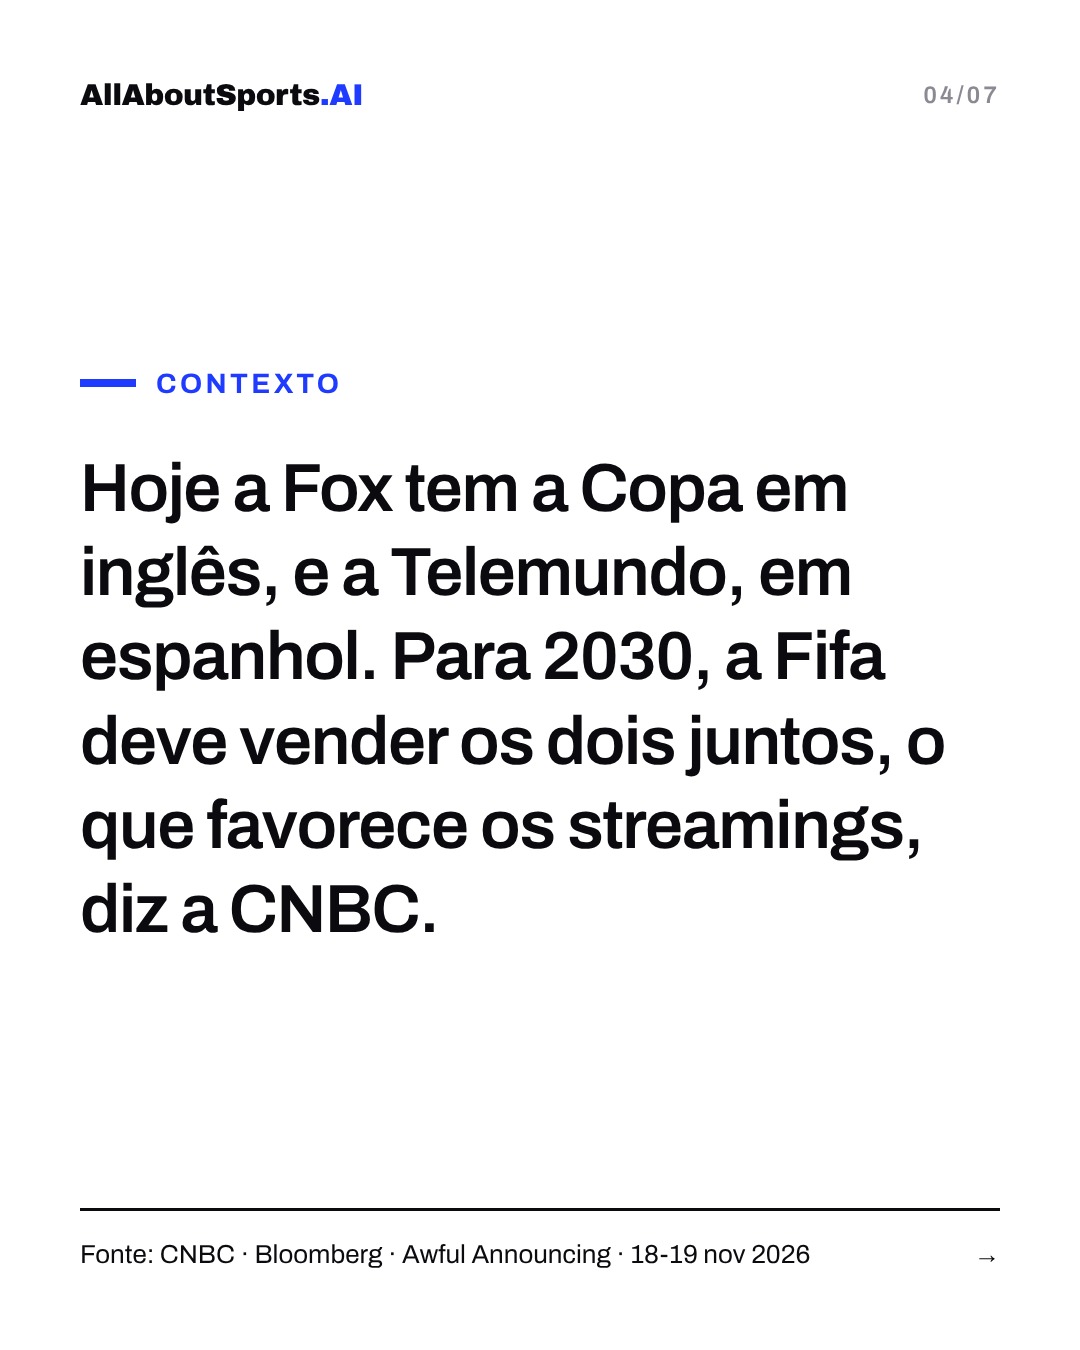 AllAboutSports.AI
04/07
CONTEXTO
Hoje a Fox tem a Copa em
inglês, e a Telemundo, em
espanhol. Para 2030, a Fifa
deve vender os dois juntos, o
que favorece os streamings,
diz a CNBC.
Fonte: CNBC · Bloomberg · Awful Announcing · 18-19 nov 2026
→